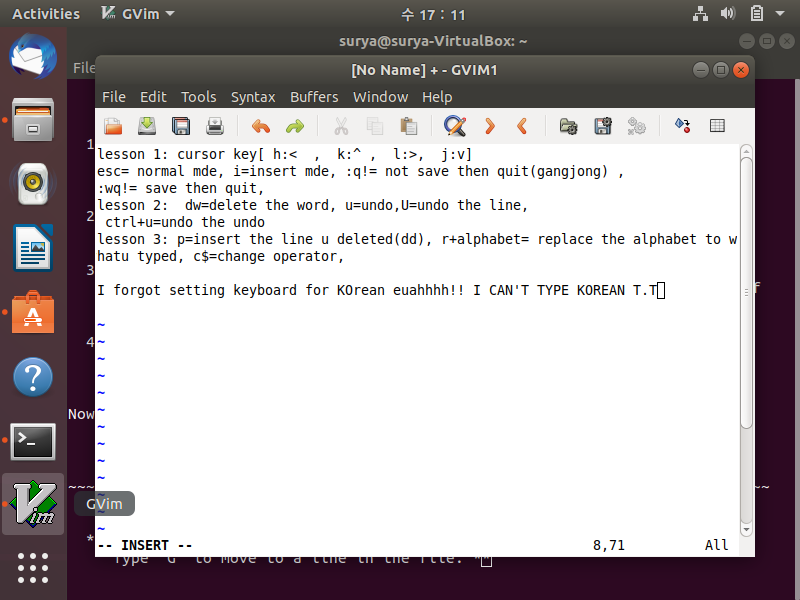 Activities GVim 수 17 : 11
surya@surya-VirtualBox: ~
File
[No Name] + - GVIM1
File Edit Tools Syntax Buffers Window Help
1
lesson 1: cursor key[ h:< , k:^ , l:>, j:v]
esc= normal mde, i=insert mde, :q!= not save then quit(gangjong) ,
:wq!= save then quit,
2
lesson 2: dw=delete the word, u=undo,U=undo the line,
ctrl+u=undo the undo
lesson 3: p=insert the line u deleted(dd), r+alphabet= replace the alphabet to w
hatu typed, c$=change operator,
3
I forgot setting keyboard for KOrean euahhhh!! I CAN'T TYPE KOREAN T.T
f
~
4
~
~
~
~
~
Now
~
~
~
~
~~~
~
~~
GVim
~
~
*
-- INSERT -- 8,71 All
Type G to move to a line in the file. "